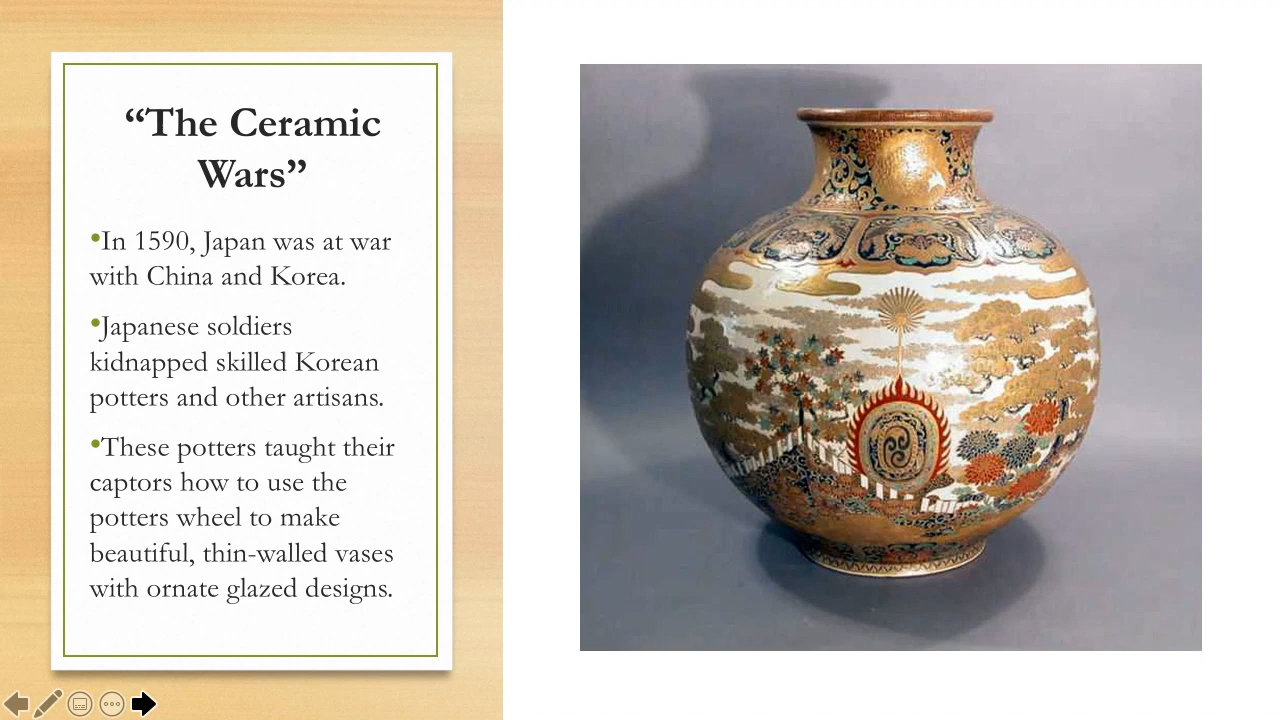 “The Ceramic
Wars”
•In 1590, Japan was at war
with China and Korea.
•Japanese soldiers
kidnapped skilled Korean
potters and other artisans.
•These potters taught their
captors how to use the
potters wheel to make
beautiful, thin-walled vases
with ornate glazed designs.